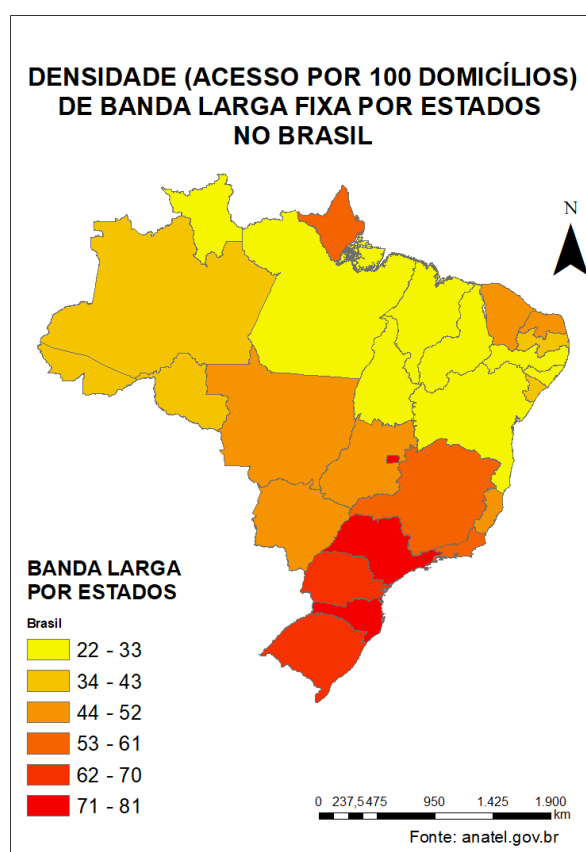 DENSIDADE (ACESSO POR 100 DOMICÍLIOS)
DE BANDA LARGA FIXA POR ESTADOS
NO BRASIL
N
BANDA LARGA
POR ESTADOS
Brasil
22 - 33
34 - 43
44 - 52
53 - 61
62 - 70
71 - 81
0 237,5 475 950 1.425 1.900
km
Fonte: anatel.gov.br